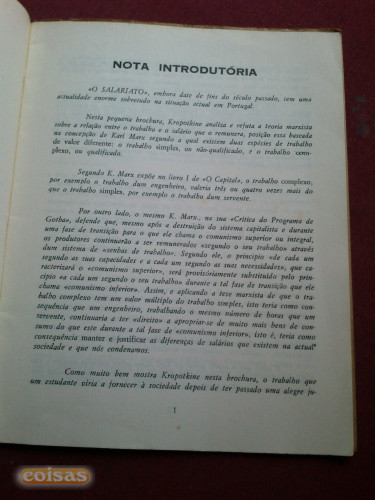 NOTA INTRODUTÓRIA
«O SALARIATO», embora date de fins do século passado, tem uma
actualidade enorme sobretudo na situação actual em Portugal.
Nesta pequena brochura, Kropotkine analiza e refuta a teoria marxista
sobre a relação entre o trabalho e o salário que o remunera, posição essa baseada
na concepção de Karl Marx segundo a qual existem duas espécies de trabalho
de valor diferente: o trabalho simples, ou não-qualificado, e o trabalho com-
plexo, ou qualificado.
Segundo K. Marx expõe no livro I de «O Capital», o trabalho complexo,
por exemplo o trabalho dum engenheiro, valeria três ou quatro vezes mais do
que o trabalho simples, por exemplo o trabalho dum servente.
Por outro lado, o mesmo K. Marx, na sua «Crítica do Programa de
Gotha», defende que, mesmo após a destruição do sistema capitalista e durante
uma fase de transição para o que ele chama o comunismo superior ou integral,
os produtores continuarão a ser remunerados «segundo o seu trabalho» através
dum sistema de «senhas de trabalho». Segundo ele, o princípio «de cada um
segundo as suas capacidades e a cada um segundo as suas necessidades», que ca-
racterizará o «comunismo superior», será provisoriamente substituído pelo prin-
cípio «a cada um segundo o seu trabalho» durante a tal fase de transição que ele
chama «comunismo inferior». Assim, e aplicando a tese marxista de que o tra-
balho complexo tem um valor múltiplo do trabalho simples, isto teria como con-
sequência que um engenheiro, trabalhando o mesmo número de horas que um
servente, continuaria a ter «direito» a apropriar-se de muito mais bens de con-
sumo do que este durante a tal fase de «comunismo inferior», isto é, teria como
consequência manter e justificar as diferenças de salários que existem na actual
sociedade e que nós condenamos.
Como muito bem mostra Kropotkine nesta brochura, o trabalho que
um estudante viria a fornecer à sociedade depois de ter passado uma alegre ju-
1
coisas